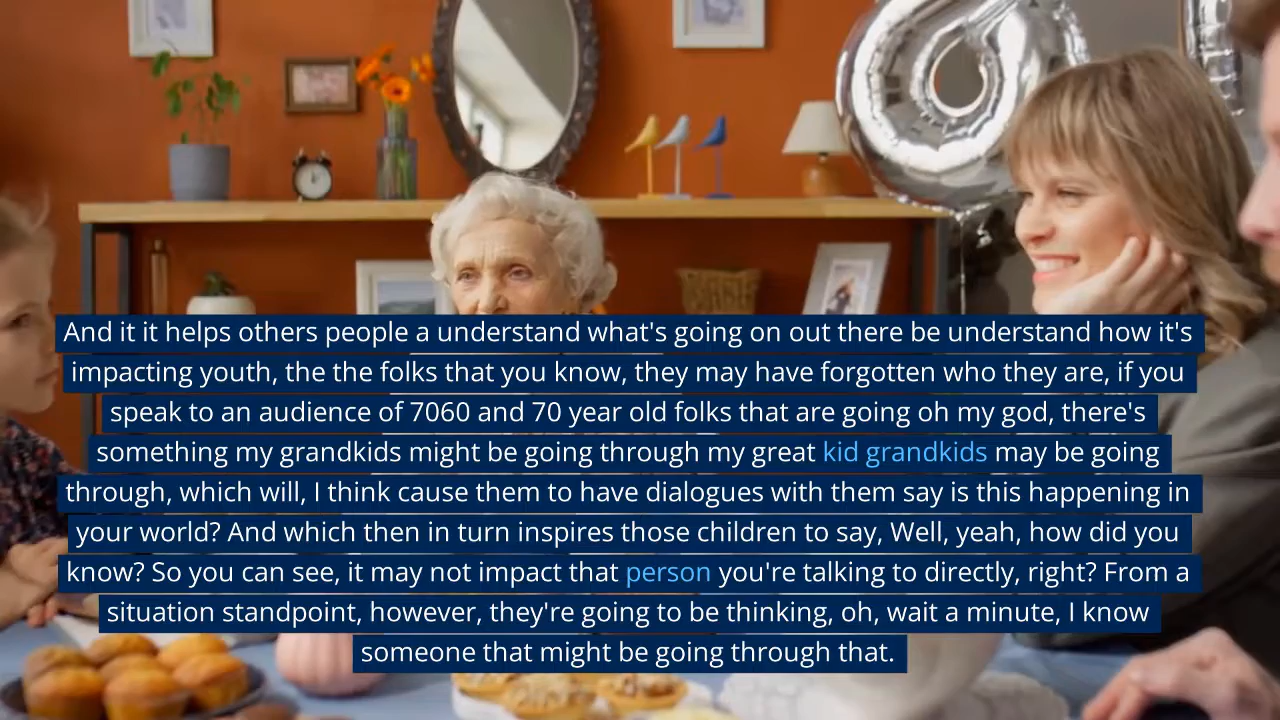 And it it helps others people a understand what's going on out there be understand how it's
impacting youth, the the folks that you know, they may have forgotten who they are, if you
speak to an audience of 7060 and 70 year old folks that are going oh my god, there's
something my grandkids might be going through my great kid grandkids may be going
through, which will, I think cause them to have dialogues with them say is this happening in
your world? And which then in turn inspires those children to say, Well, yeah, how did you
know? So you can see, it may not impact that person you're talking to directly, right? From a
situation standpoint, however, they're going to be thinking, oh, wait a minute, I know
someone that might be going through that.